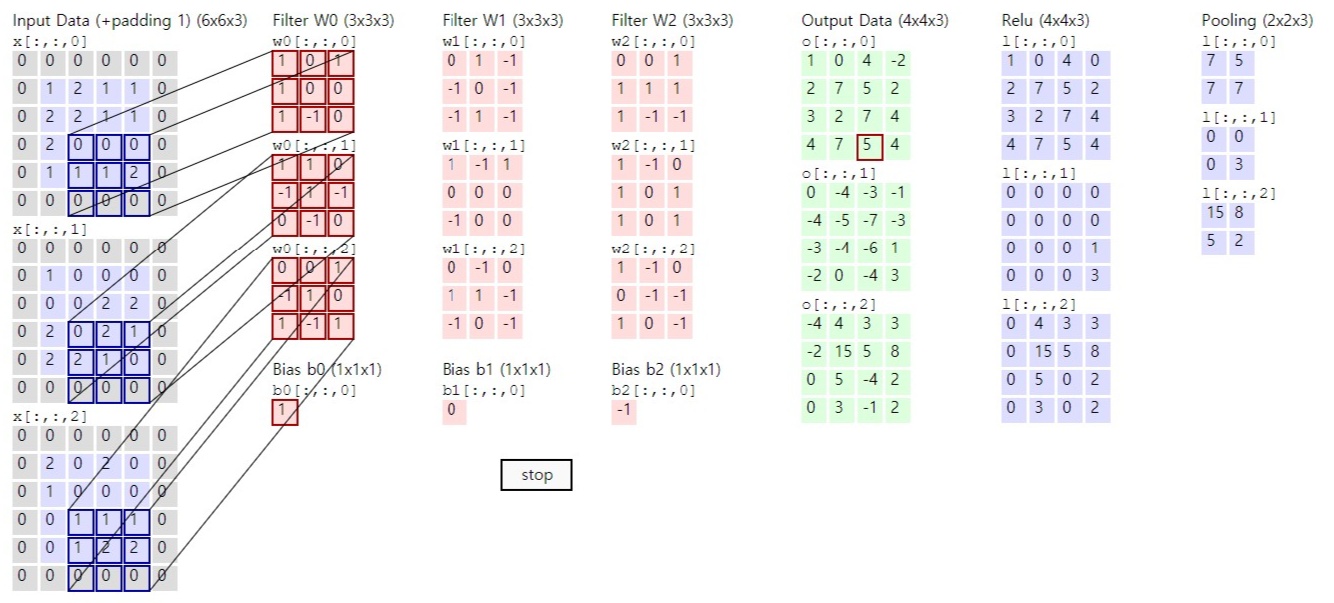 Input Data (+padding 1) (6x6x3)
x[:,:,0]
0 0 0 0 0 0
0 1 2 1 1 0
0 2 2 1 1 0
0 2 0 0 0 0
0 1 1 1 2 0
0 0 0 0 0 0
x[:,:,1]
0 0 0 0 0 0
0 1 0 0 0 0
0 0 0 2 2 0
0 2 0 2 1 0
0 2 2 1 0 0
0 0 0 0 0 0
x[:,:,2]
0 0 0 0 0 0
0 2 0 2 0 0
0 1 0 0 0 0
0 0 1 1 1 0
0 0 1 2 2 0
0 0 0 0 0 0
Filter W0 (3x3x3)
w0[:,:,0]
1 0 1
1 0 0
1 -1 0
w0[:,:,1]
1 1 0
-1 1 -1
0 -1 0
w0[:,:,2]
0 0 1
-1 1 0
1 -1 1
Bias b0 (1x1x1)
b0[:,:,0]
1
Filter W1 (3x3x3)
w1[:,:,0]
0 1 -1
-1 0 -1
-1 1 -1
w1[:,:,1]
1 -1 1
0 0 0
-1 0 0
w1[:,:,2]
0 -1 0
1 1 -1
-1 0 -1
Bias b1 (1x1x1)
b1[:,:,0]
0
Filter W2 (3x3x3)
w2[:,:,0]
0 0 1
1 1 1
1 -1 -1
w2[:,:,1]
1 -1 0
1 0 1
1 0 1
w2[:,:,2]
1 -1 0
0 -1 -1
1 0 -1
Bias b2 (1x1x1)
b2[:,:,0]
-1
stop
Output Data (4x4x3)
o[:,:,0]
1 0 4 -2
2 7 5 2
3 2 7 4
4 7 5 4
o[:,:,1]
0 -4 -3 -1
-4 -5 -7 -3
-3 -4 -6 1
-2 0 -4 3
o[:,:,2]
-4 4 3 3
-2 15 5 8
0 5 -4 2
0 3 -1 2
Relu (4x4x3)
l[:,:,0]
1 0 4 0
2 7 5 2
3 2 7 4
4 7 5 4
l[:,:,1]
0 0 0 0
0 0 0 0
0 0 0 1
0 0 0 3
l[:,:,2]
0 4 3 3
0 15 5 8
0 5 0 2
0 3 0 2
Pooling (2x2x3)
l[:,:,0]
7 5
7 7
l[:,:,1]
0 0
0 3
l[:,:,2]
15 8
5 2